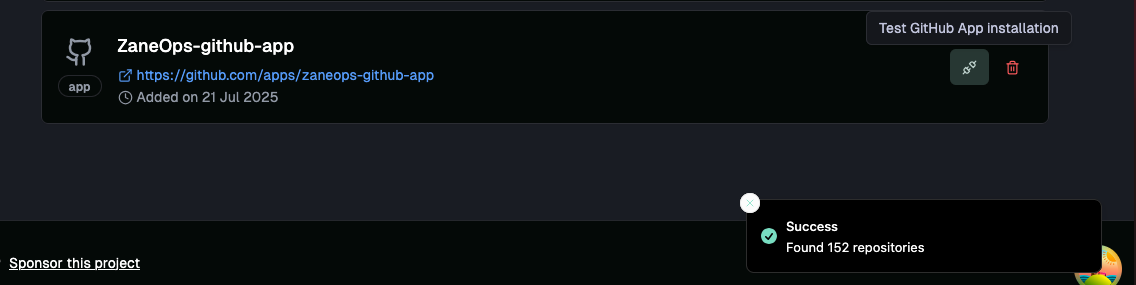 Test GitHub App installation
ZaneOps-github-app
app
https://github.com/apps/zaneops-github-app
Added on 21 Jul 2025
Success
Found 152 repositories
Sponsor this project